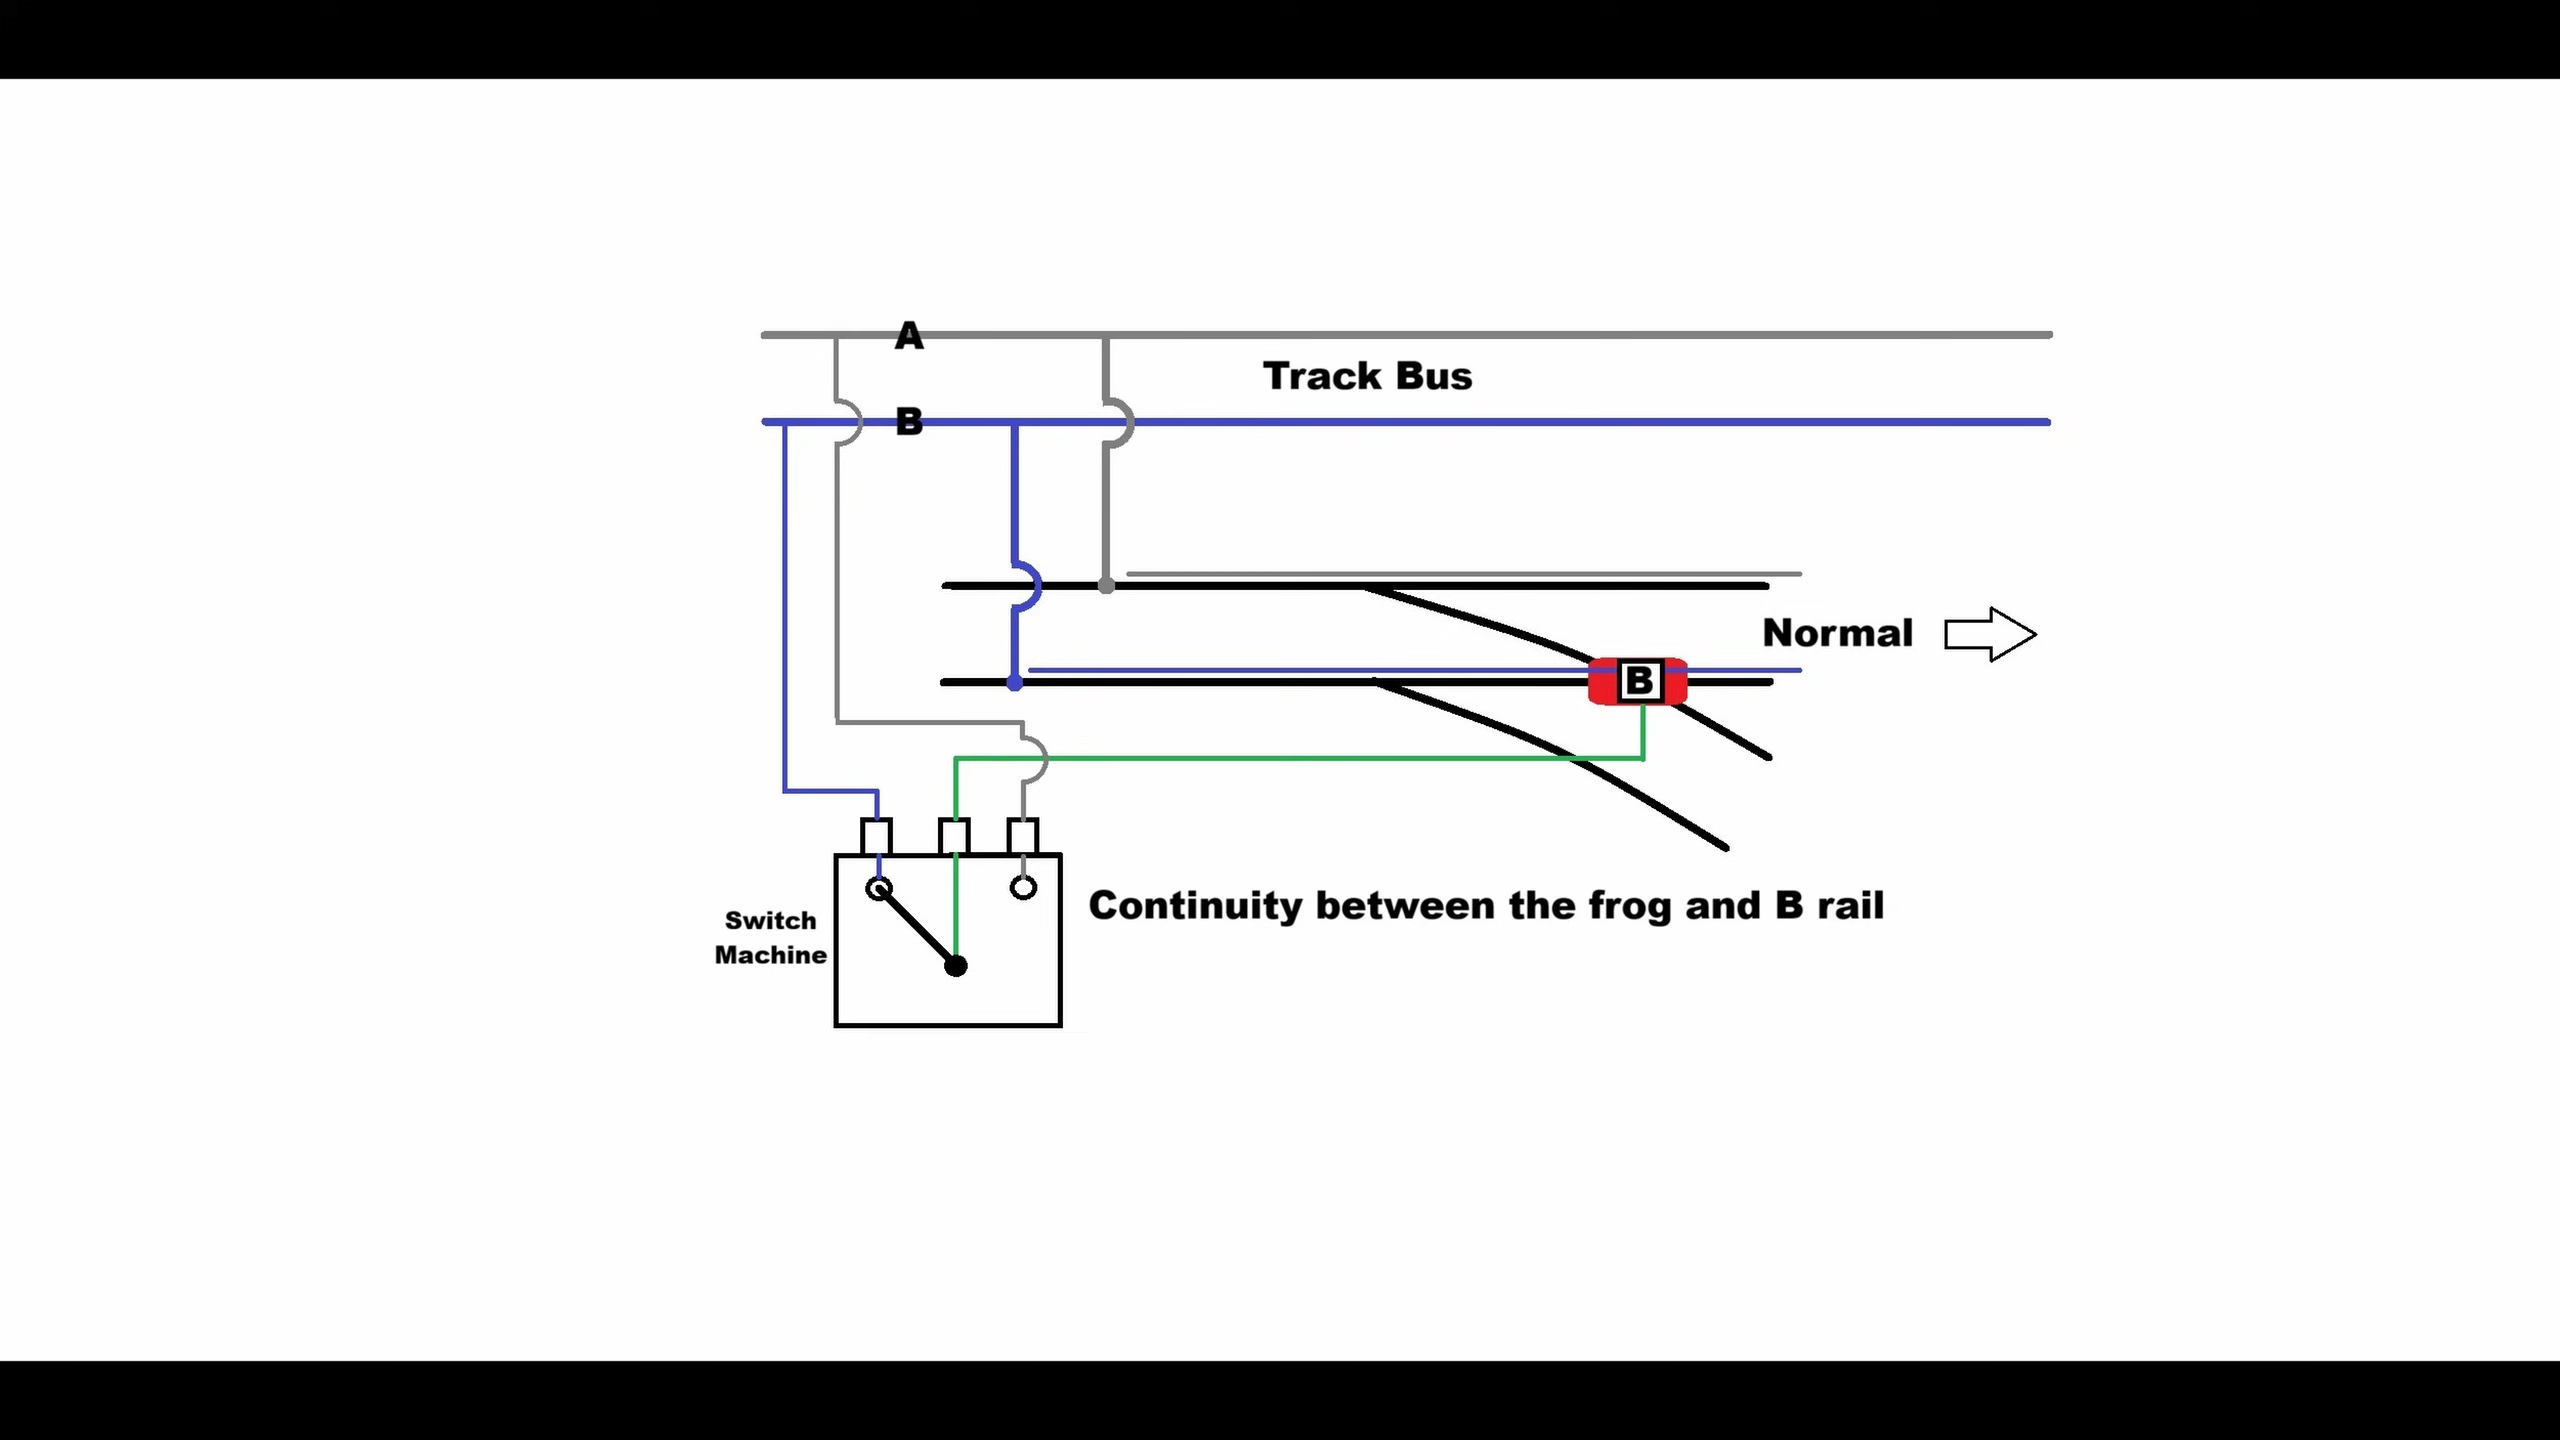 A
Track Bus
B
Normal
B
Continuity between the frog and B rail
Switch
Machine